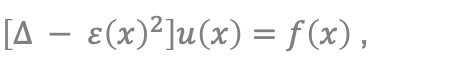 [Δ − ε(x)²]u(x) = f(x) ,